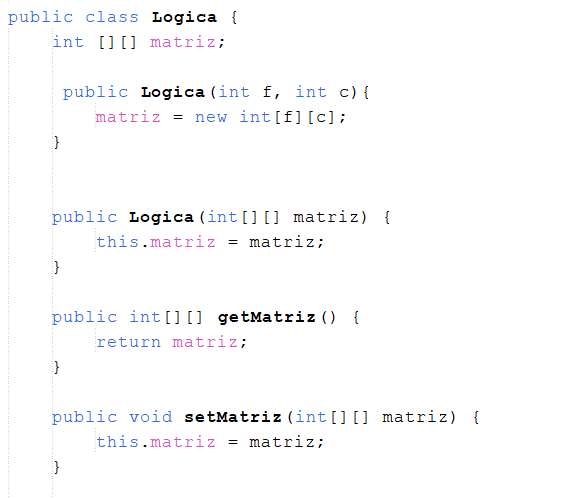 public class Logica {
int [][] matriz;
public Logica(int f, int c){
matriz = new int[f][c];
}
public Logica(int[][] matriz) {
this.matriz = matriz;
}
public int[][] getMatriz() {
return matriz;
}
public void setMatriz(int[][] matriz) {
this.matriz = matriz;
}